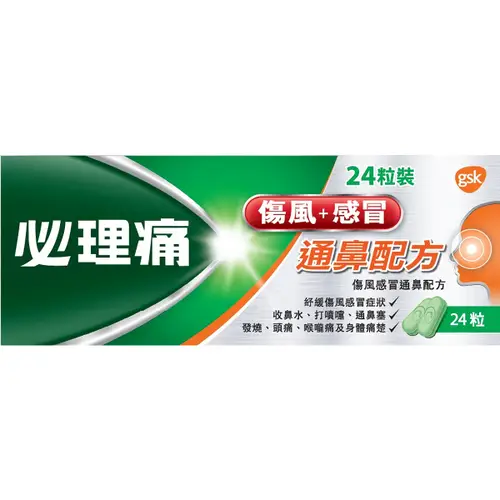 必理痛
24粒裝
gsk
傷風+感冒
通鼻配方
傷風感冒通鼻配方
紓緩傷風感冒症狀✓
收鼻水、打噴嚏、通鼻塞✓
發燒、頭痛、喉嚨痛及身體痛楚✓
24粒